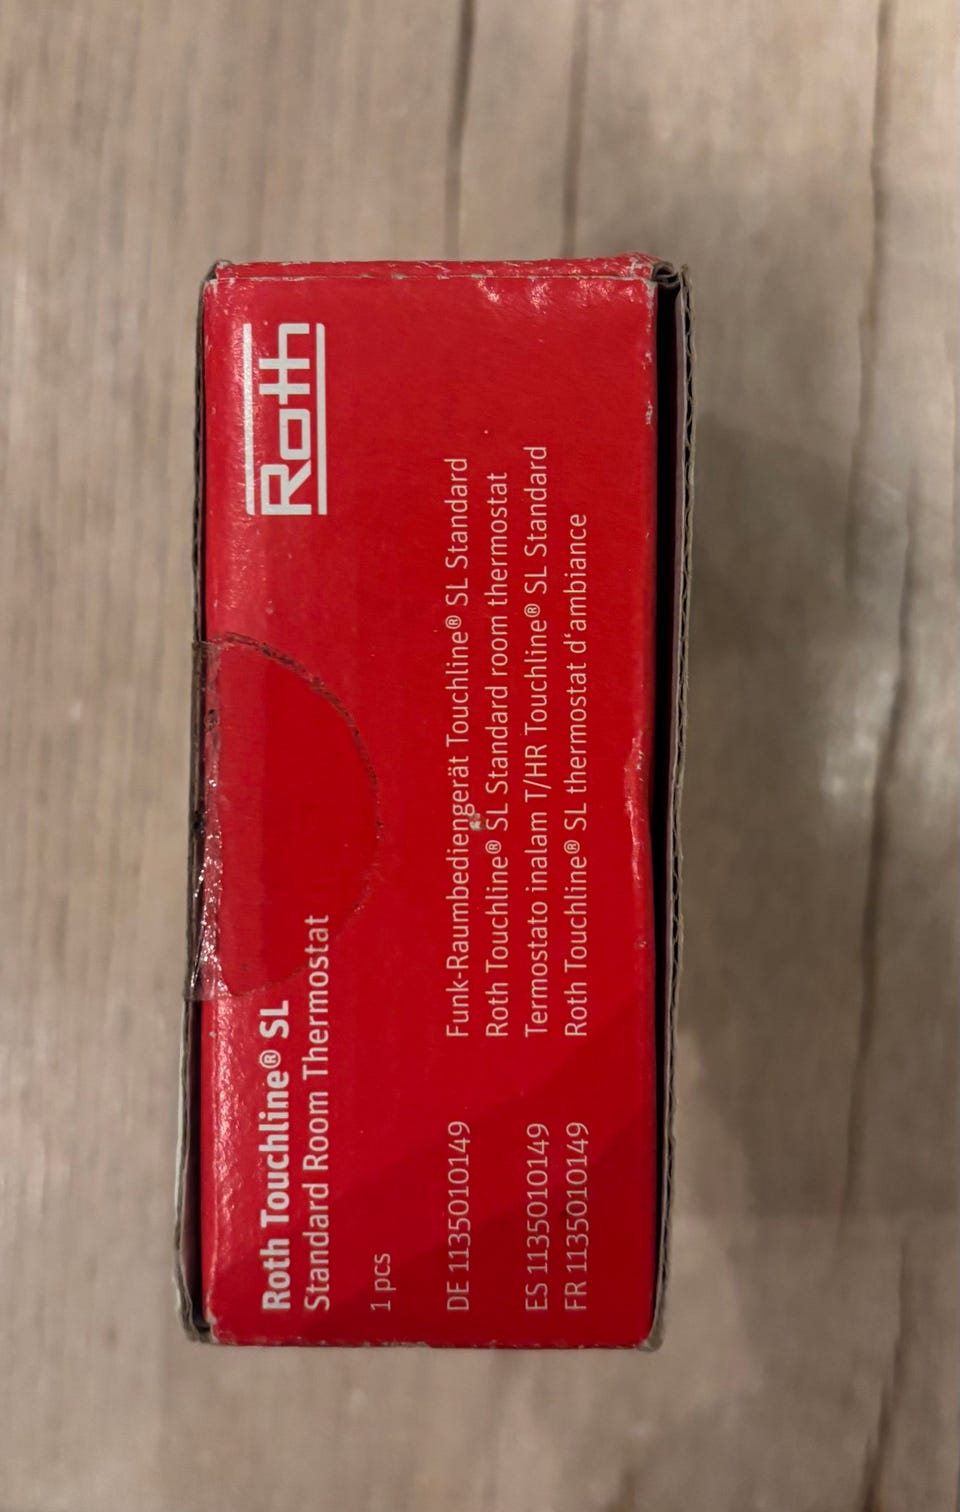 Roth
Roth Touchline® SL
Standard Room Thermostat
1 pcs
DE 1135010149 Funk-Raumbediengerät Touchline® SL Standard
Roth Touchline® SL Standard room thermostat
ES 1135010149 Termostato inalam T/HR Touchline® SL Standard
FR 1135010149 Roth Touchline® SL thermostat d‘ambiance